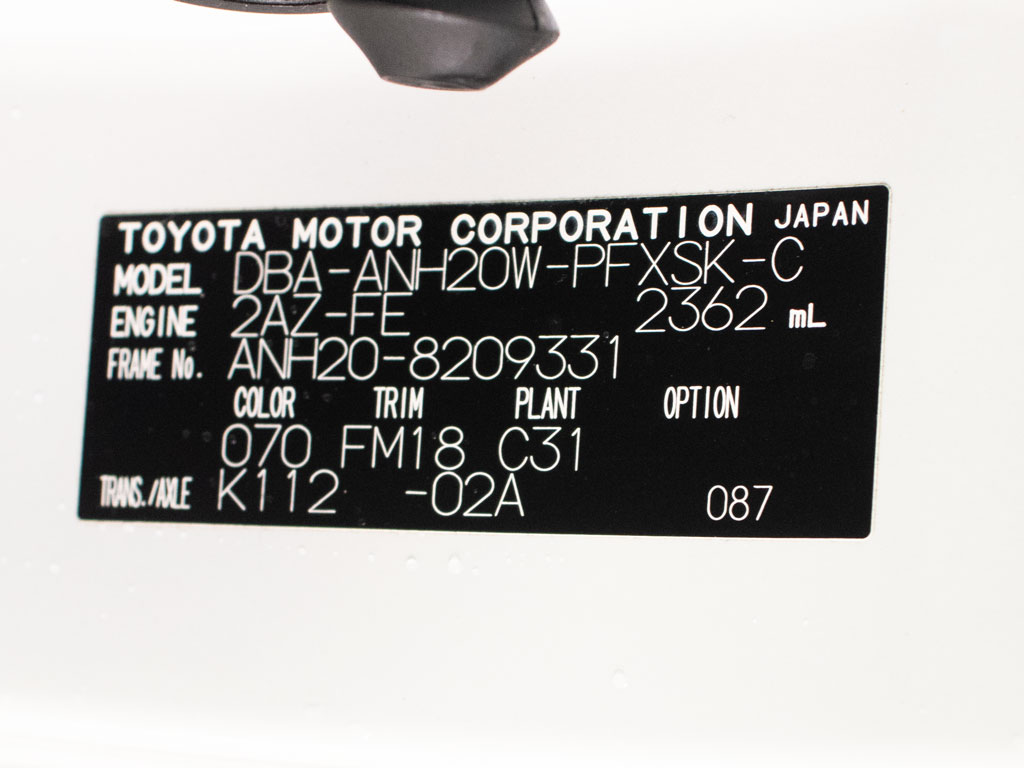 TOYOTA MOTOR CORPORATION JAPAN
MODEL DBA-ANH20W-PFXSK-C
ENGINE 2AZ-FE 2362 mL
FRAME No. ANH20-8209331
COLOR TRIM PLANT OPTION
070 FM18 C31
TRANS./AXLE K112 -02A 087